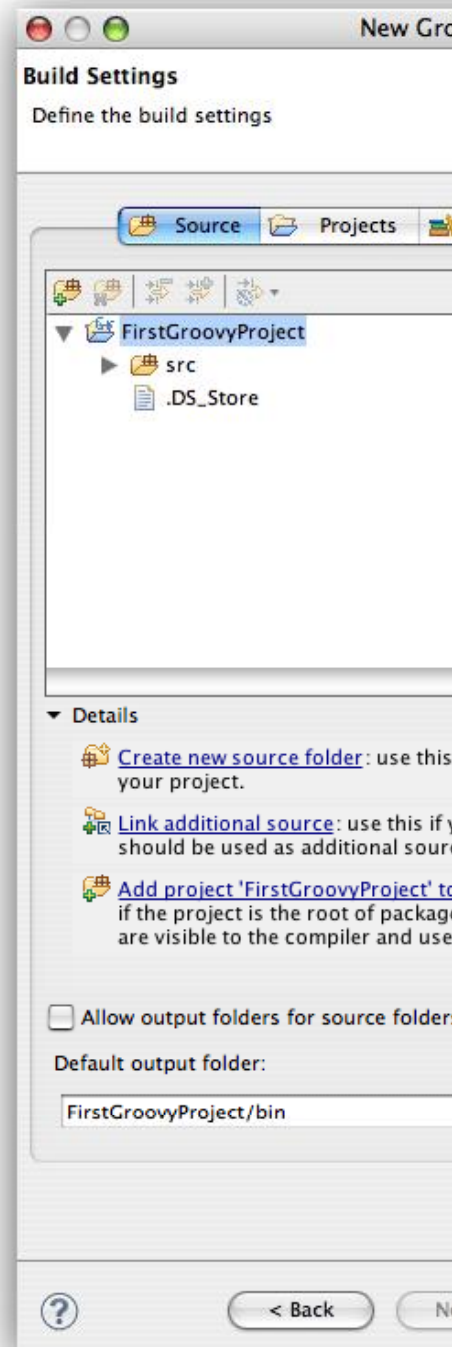 New Gro
Build Settings
Define the build settings
Source Projects
FirstGroovyProject
src
.DS_Store
Details
Create new source folder: use this
your project.
Link additional source: use this if y
should be used as additional sourc
Add project 'FirstGroovyProject' to
if the project is the root of package
are visible to the compiler and use
Allow output folders for source folders
Default output folder:
FirstGroovyProject/bin
?
< Back
Ne